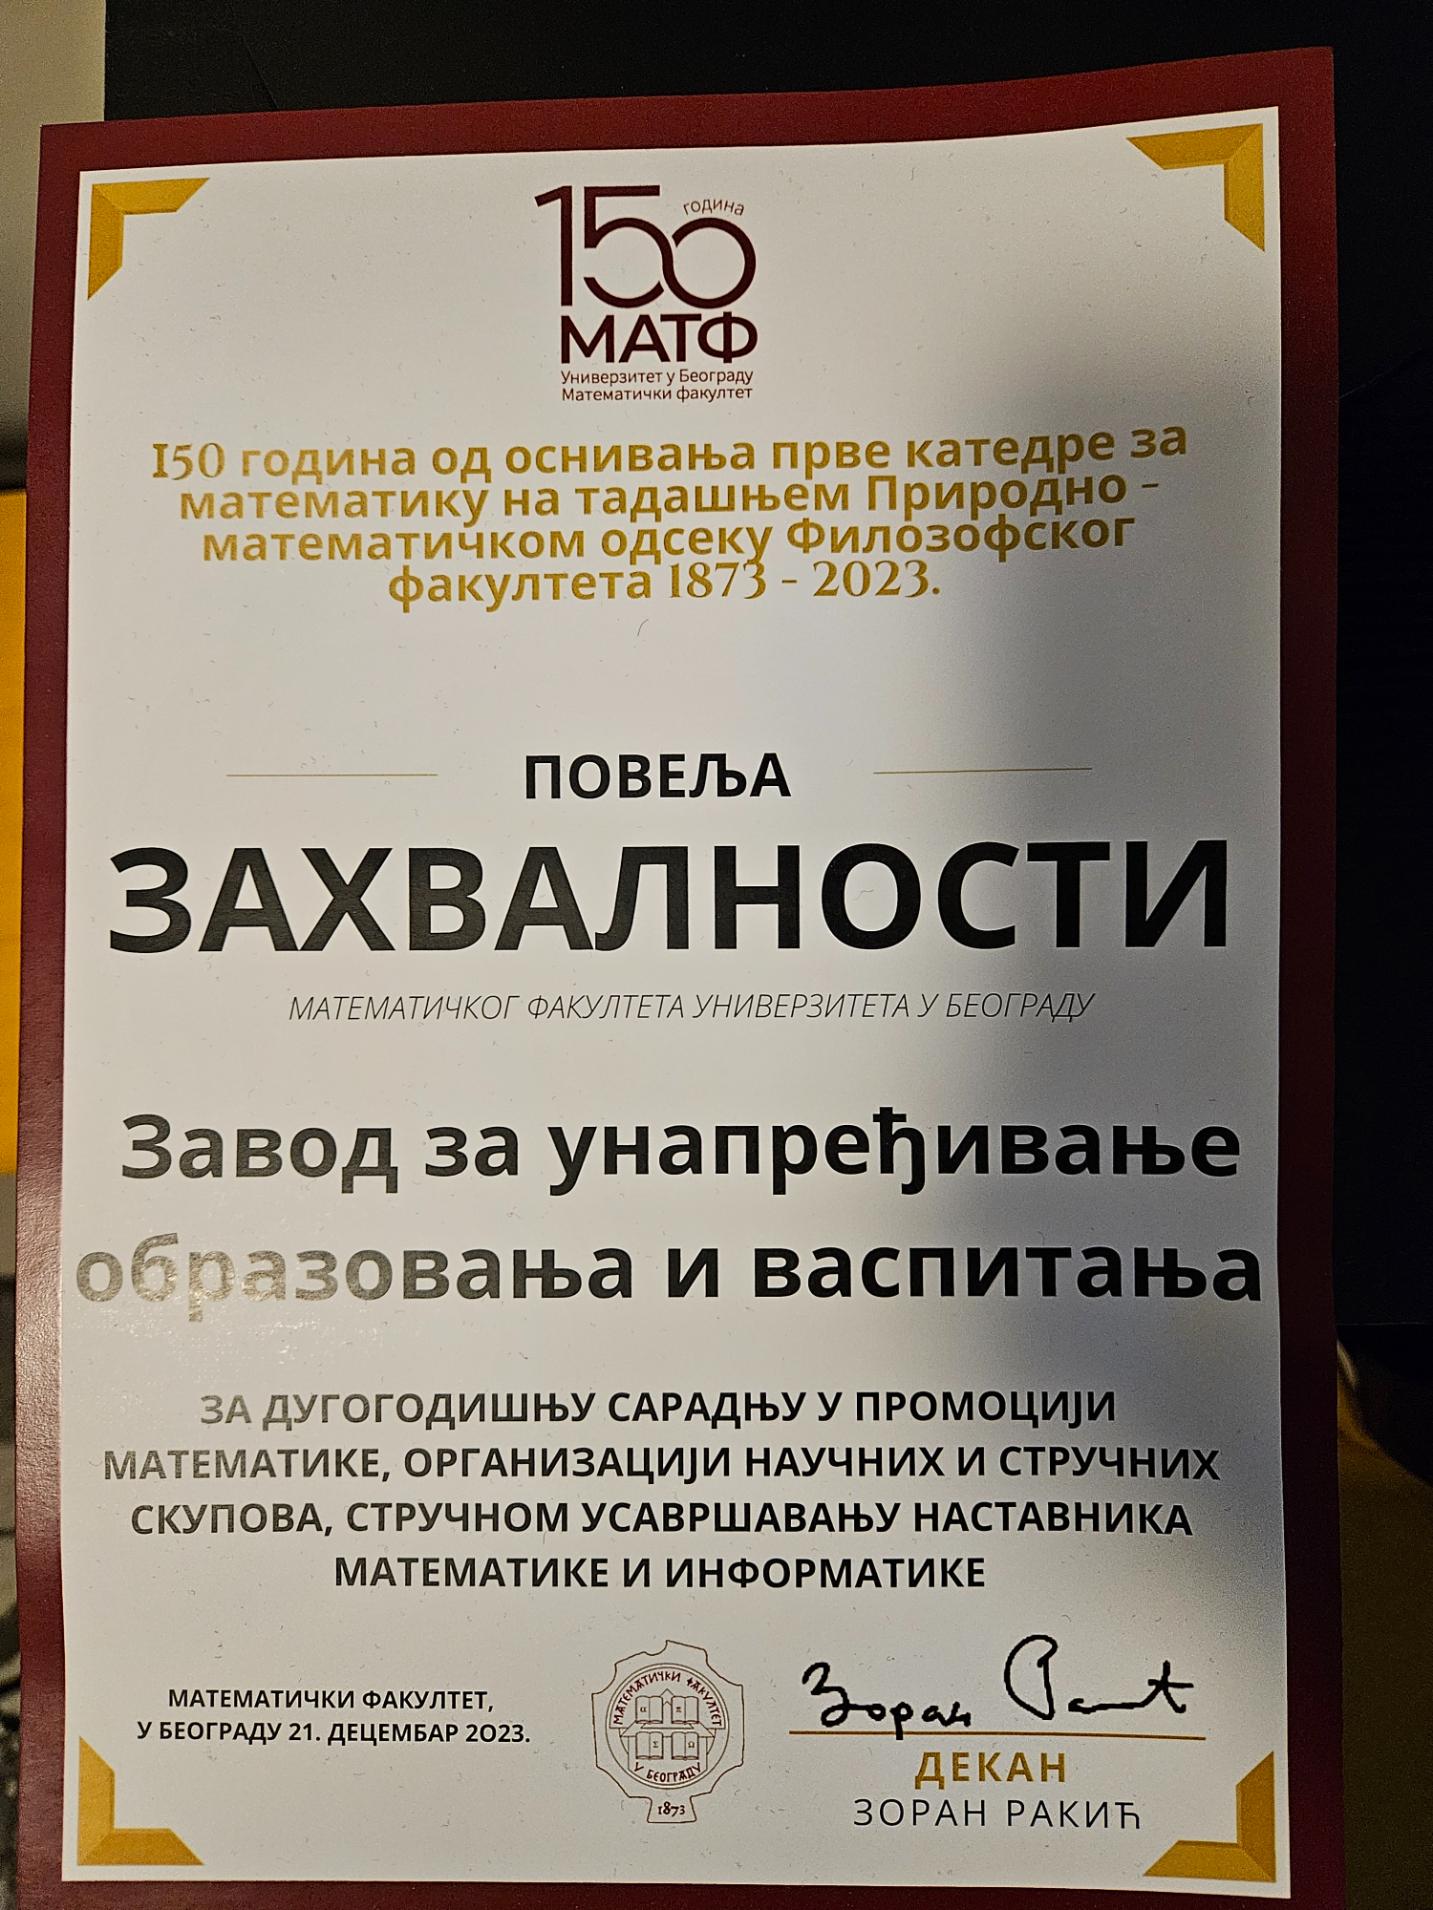 150 година
МАТФ
Универзитет у Београду
Математички факултет
150 година од оснивања прве катедре за
математику на тадашњем Природно -
математичком одсеку Филозофског
факултета 1873 - 2023.
ПОВЕЉА
ЗАХВАЛНОСТИ
МАТЕМАТИЧКОГ ФАКУЛТЕТА УНИВЕРЗИТЕТА У БЕОГРАДУ
Завод за унапређивање
образовања и васпитања
ЗА ДУГОГОДИШЊУ САРАДЊУ У ПРОМОЦИЈИ
МАТЕМАТИКЕ, ОРГАНИЗАЦИЈИ НАУЧНИХ И СТРУЧНИХ
СКУПОВА, СТРУЧНОМ УСАВРШАВАЊУ НАСТАВНИКА
МАТЕМАТИКЕ И ИНФОРМАТИКЕ
МАТЕМАТИЧКИ ФАКУЛТЕТ,
У БЕОГРАДУ 21. ДЕЦЕМБАР 2023.
МАТЕМАТИЧКИ ФАКУЛТЕТ
У БЕОГРАДУ
1873
Зоран Ракић
ДЕКАН
ЗОРАН РАКИЋ